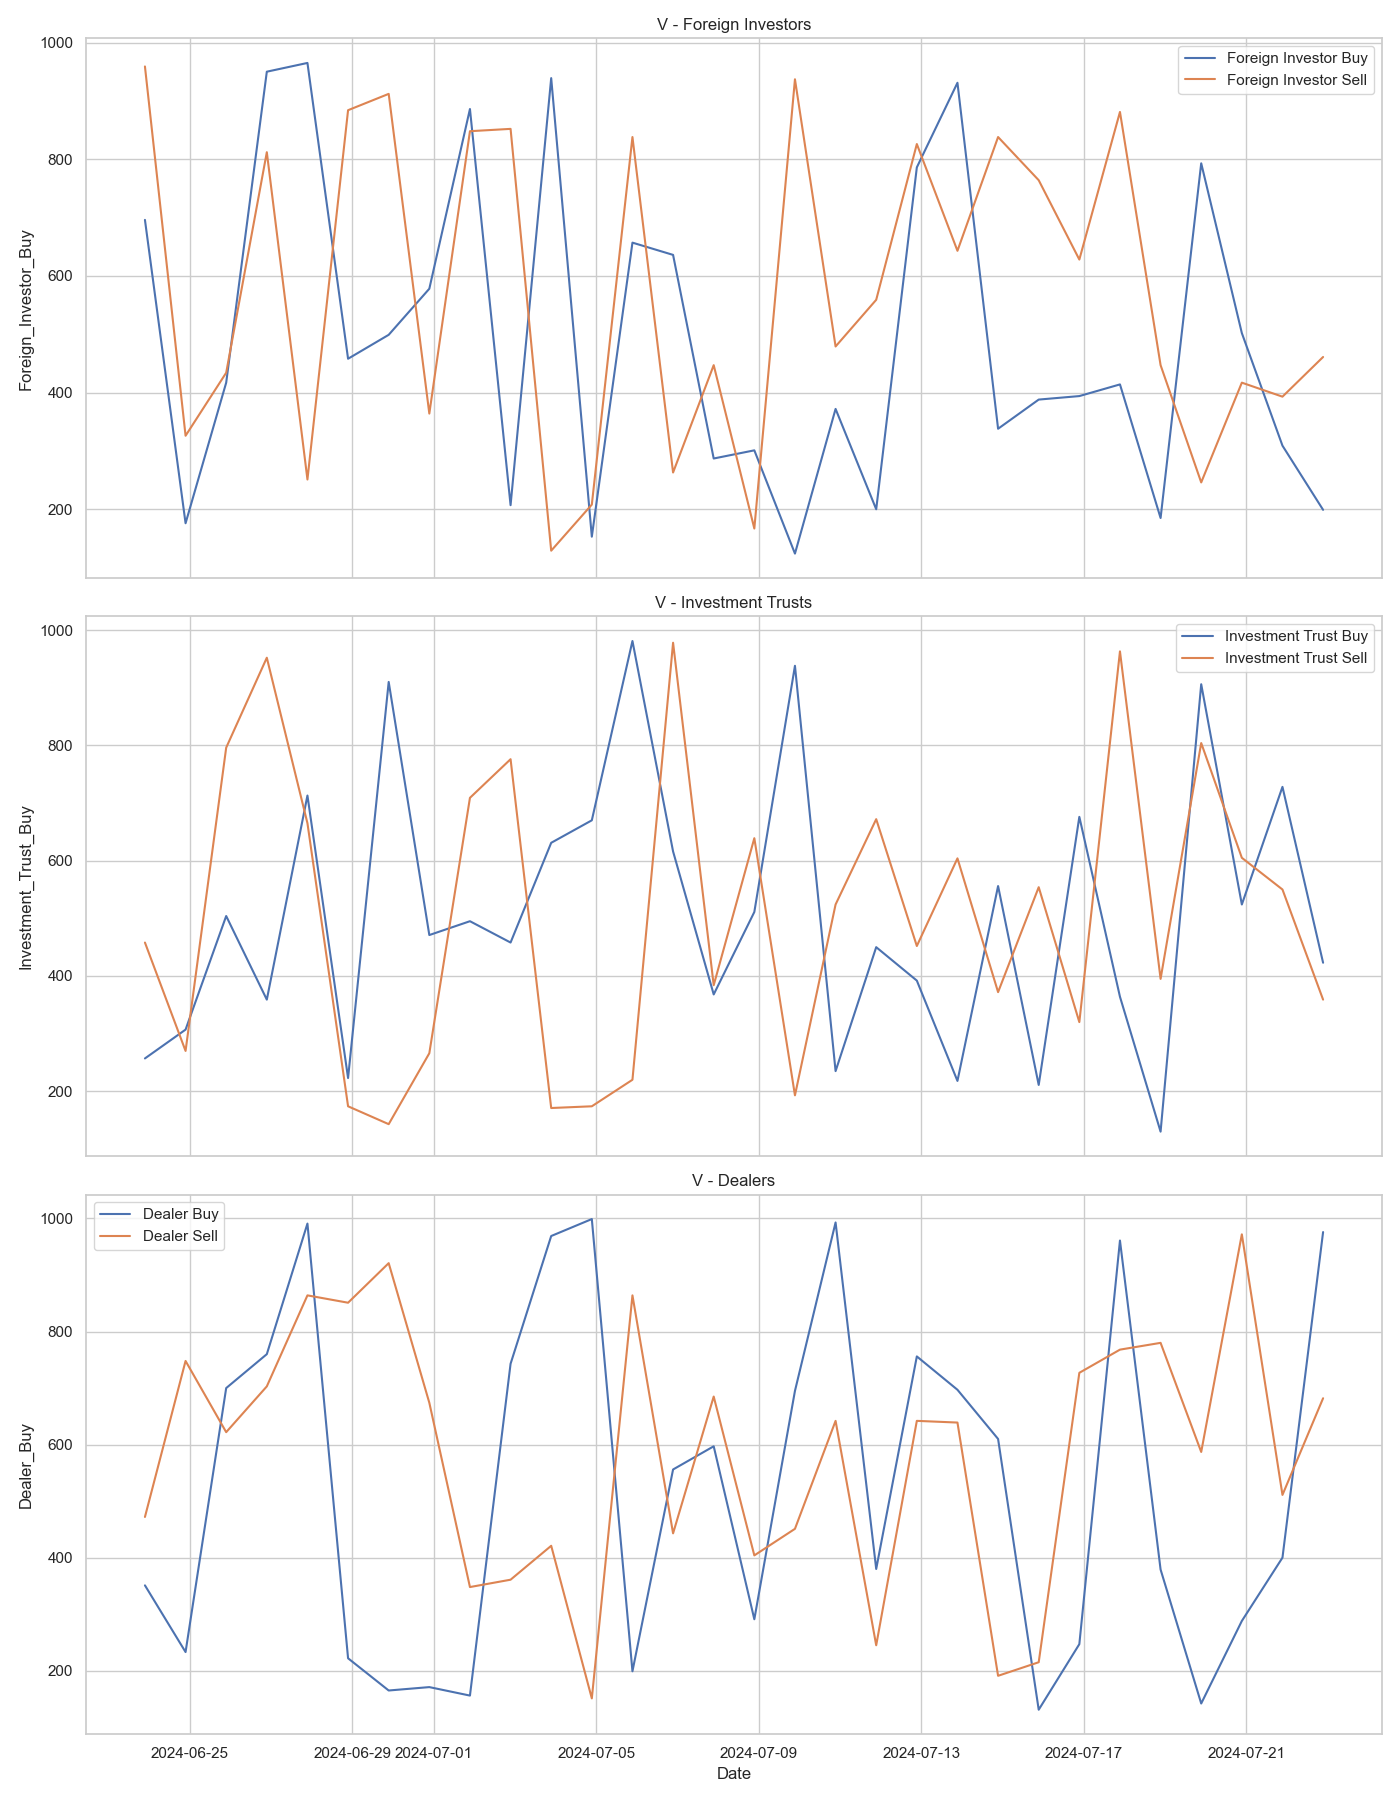 V - Foreign Investors
Foreign Investor Buy
Foreign Investor Sell
Foreign_Investor_Buy
1000
800
600
400
200
V - Investment Trusts
Investment Trust Buy
Investment Trust Sell
Investment_Trust_Buy
1000
800
600
400
200
V - Dealers
Dealer Buy
Dealer Sell
Dealer_Buy
1000
800
600
400
200
2024-06-25 2024-06-29 2024-07-01 2024-07-05 2024-07-09 2024-07-13 2024-07-17 2024-07-21
Date